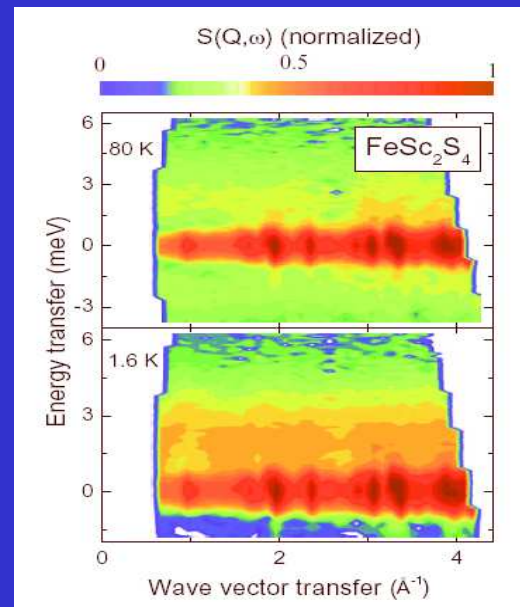 S(Q,ω) (normalized)
0 0.5 1
6
80 K
FeSc₂S₄
3
0
-3
Energy transfer (meV)
6
1.6 K
3
0
0 2 4
Wave vector transfer (Å⁻¹)